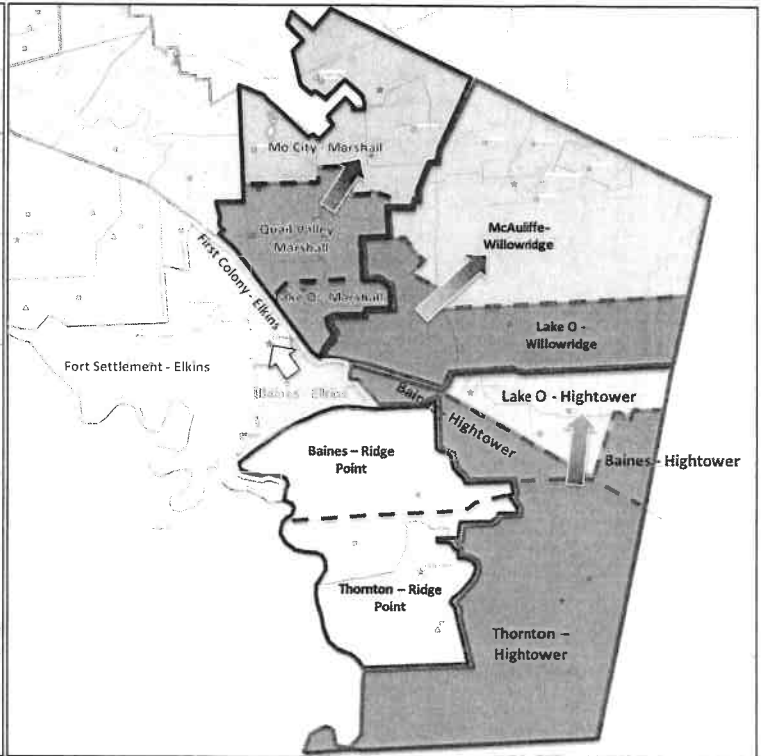 Mo City - Marshall
Quail Valley
Marshall
Lake O - Marshall
First Colony - Elkins
McAuliffe-
Willowridge
Lake O -
Willowridge
Fort Settlement - Elkins
Baines - Elkins
Baines - Hightower
Lake O - Hightower
Baines - Hightower
Baines – Ridge
Point
Thornton – Ridge
Point
Thornton –
Hightower